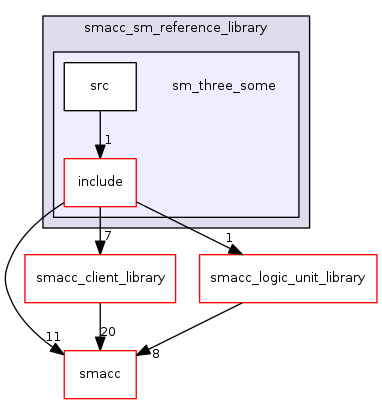 smacc_sm_reference_library
src
sm_three_some
1
include
7
1
smacc_client_library
smacc_logic_unit_library
11
20
8
smacc